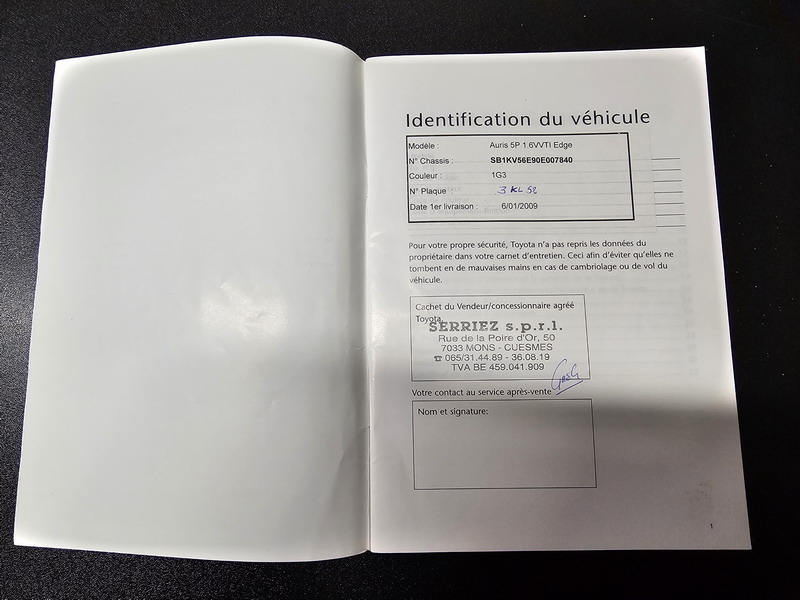 Identification du véhicule
Modèle : Auris 5P 1.6VVTI Edge
N° Chassis : SB1KV56E90E007840
Couleur : 1G3
N° Plaque : 3 KL 58
Date 1er livraison : 6/01/2009
Pour votre propre sécurité, Toyota n'a pas repris les données du
propriétaire dans votre carnet d'entretien. Ceci afin d'éviter qu'elles ne
tombent en de mauvaises mains en cas de cambriolage ou de vol du
véhicule.
Cachet du Vendeur/concessionnaire agréé
Toyota
SERRIEZ s.p.r.l.
Rue de la Poire d'Or, 50
7033 MONS - CUESMES
☎ 065/31.44.89 - 36.08.19
TVA BE 459.041.909
Votre contact au service après-vente
Nom et signature:
1